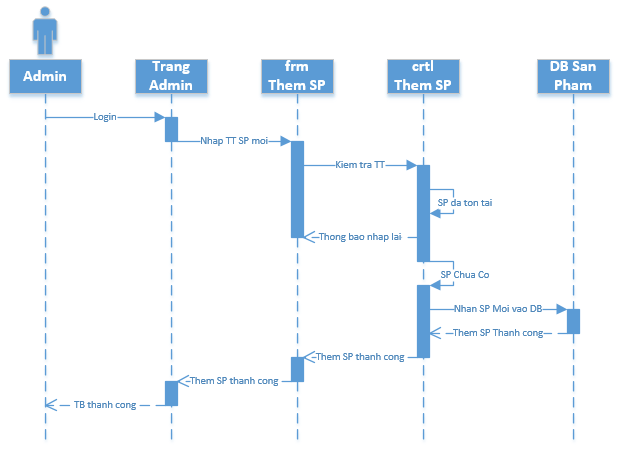 Admin
Trang
Admin
frm
Them SP
crtl
Them SP
DB San
Pham
Login
Nhap TT SP moi
Kiem tra TT
SP da ton tai
Thong bao nhap lai
SP Chua Co
Nhan SP Moi vao DB
Them SP Thanh cong
Them SP thanh cong
Them SP thanh cong
TB thanh cong